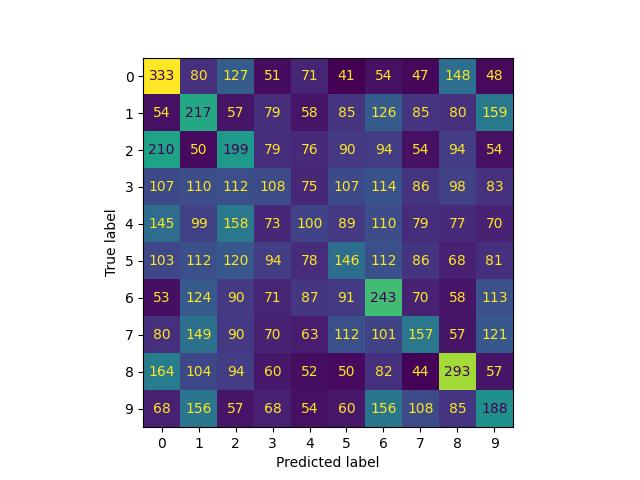 0 333 80 127 51 71 41 54 47 148 48
1 54 217 57 79 58 85 126 85 80 159
2 210 50 199 79 76 90 94 54 94 54
3 107 110 112 108 75 107 114 86 98 83
4 145 99 158 73 100 89 110 79 77 70
5 103 112 120 94 78 146 112 86 68 81
6 53 124 90 71 87 91 243 70 58 113
7 80 149 90 70 63 112 101 157 57 121
8 164 104 94 60 52 50 82 44 293 57
9 68 156 57 68 54 60 156 108 85 188
0 1 2 3 4 5 6 7 8 9
True label
Predicted label